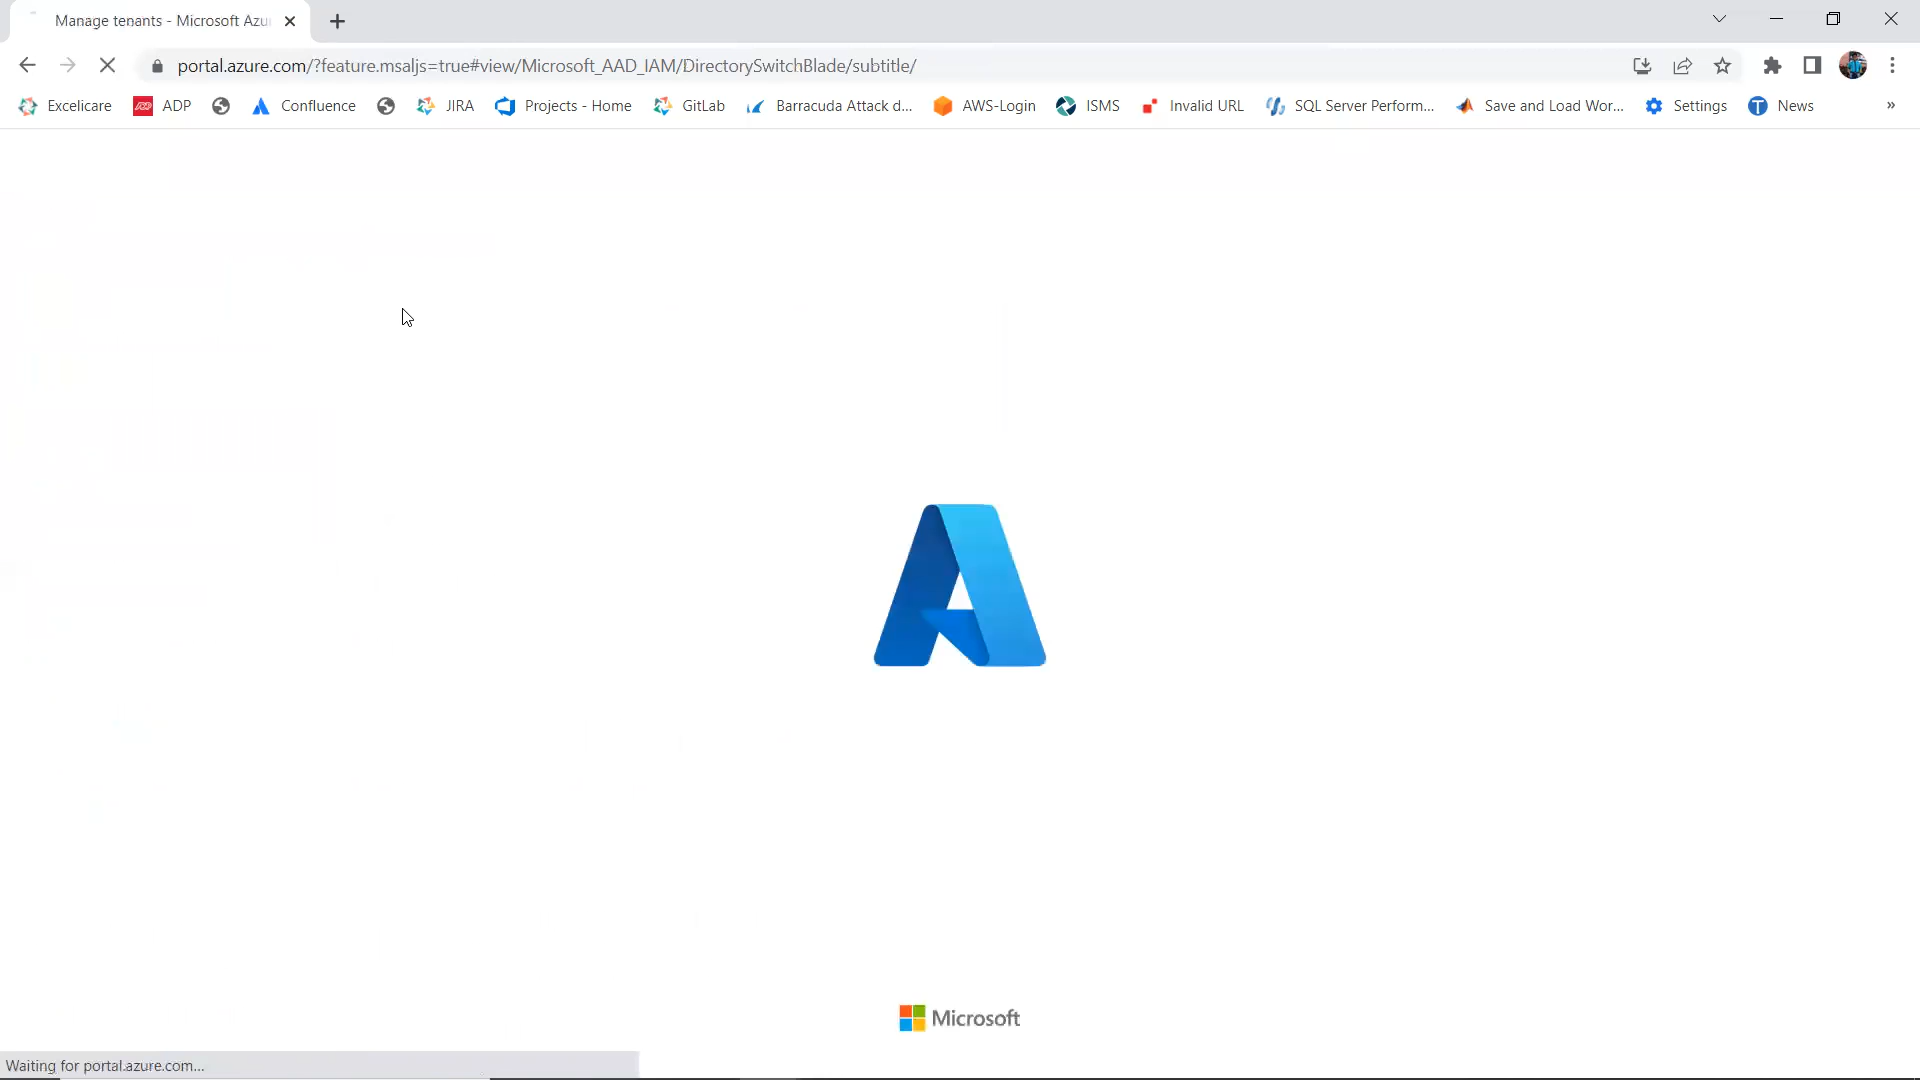 Manage tenants - Microsoft Azu
portal.azure.com/?feature.msaljs=true#view/Microsoft_AAD_IAM/DirectorySwitchBlade/subtitle/
Excelicare ADP Confluence JIRA Projects - Home GitLab Barracuda Attack d... AWS-Login ISMS Invalid URL SQL Server Perform... Save and Load Wor... Settings T News »
Microsoft
Waiting for portal.azure.com...